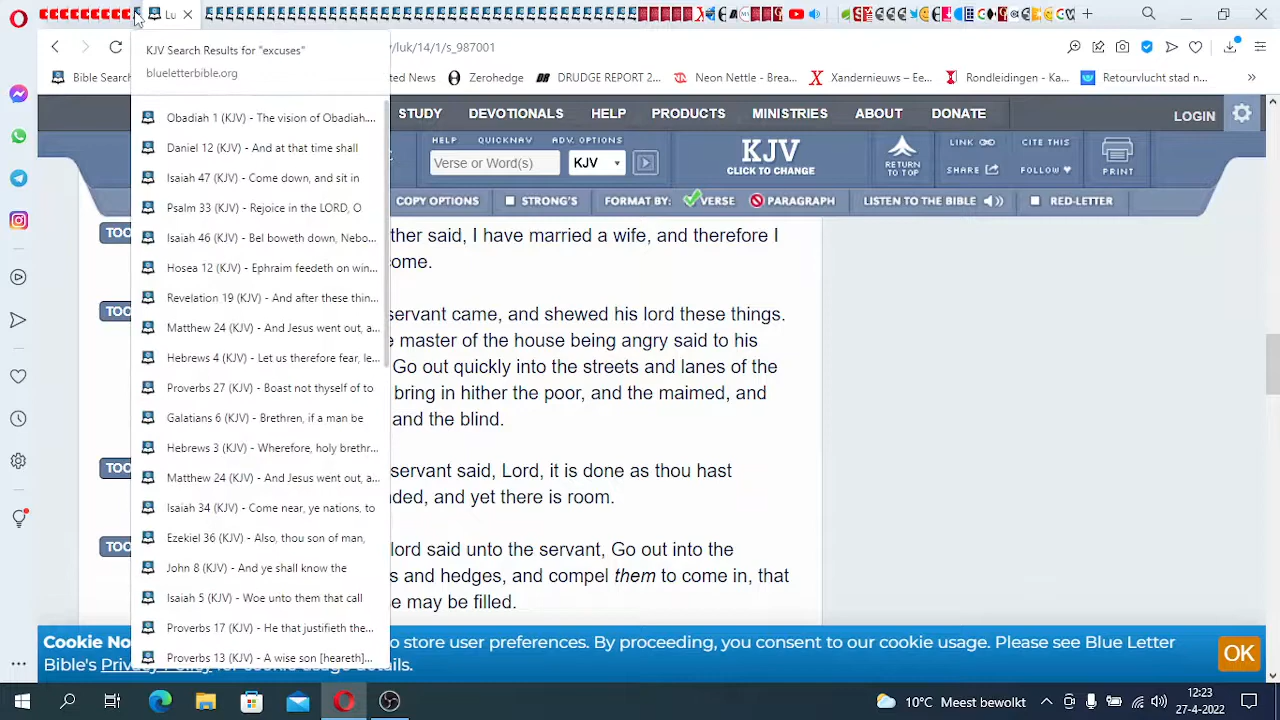 Lu
KJV Search Results for "excuses"
blueletterbible.org
/luk/14/1/s_987001
Bible Search
ted News
Zerohedge
DRUDGE REPORT 2...
Neon Nettle - Brea...
Xandernieuws – Ee...
Rondleidingen - Ka...
Retourvlucht stad n...
»
STUDY
DEVOTIONALS
HELP
PRODUCTS
MINISTRIES
ABOUT
DONATE
LOGIN
HELP
QUICKNAV
ADV. OPTIONS
Verse or Word(s)
KJV
KJV
CLICK TO CHANGE
RETURN
TO TOP
LINK
CITE THIS
SHARE
FOLLOW
PRINT
COPY OPTIONS
STRONG'S
FORMAT BY:
VERSE
PARAGRAPH
LISTEN TO THE BIBLE
RED-LETTER
Obadiah 1 (KJV) - The vision of Obadiah....
Daniel 12 (KJV) - And at that time shall
Isaiah 47 (KJV) - Come down, and sit in
Psalm 33 (KJV) - Rejoice in the LORD, O
Isaiah 46 (KJV) - Bel boweth down, Nebo...
Hosea 12 (KJV) - Ephraim feedeth on win...
Revelation 19 (KJV) - And after these thin...
Matthew 24 (KJV) - And Jesus went out, a...
Hebrews 4 (KJV) - Let us therefore fear, le...
Proverbs 27 (KJV) - Boast not thyself of to
Galatians 6 (KJV) - Brethren, if a man be
Hebrews 3 (KJV) - Wherefore, holy brethr...
Matthew 24 (KJV) - And Jesus went out, a...
Isaiah 34 (KJV) - Come near, ye nations, to
Ezekiel 36 (KJV) - Also, thou son of man,
John 8 (KJV) - And ye shall know the
Isaiah 5 (KJV) - Woe unto them that call
Proverbs 17 (KJV) - He that justifieth the...
Proverbs 13 (KJV) - A wise son [heareth]...
TOO
ther said, I have married a wife, and therefore I
ome.
TOO
servant came, and shewed his lord these things.
e master of the house being angry said to his
Go out quickly into the streets and lanes of the
bring in hither the poor, and the maimed, and
and the blind.
TOO
servant said, Lord, it is done as thou hast
ded, and yet there is room.
TOO
lord said unto the servant, Go out into the
s and hedges, and compel them to come in, that
e may be filled.
Cookie No
o store user preferences. By proceeding, you consent to our cookie usage. Please see Blue Letter
Bible's Privacy Policy for cookie usage details.
OK
10°C Meest bewolkt
12:23
27-4-2022